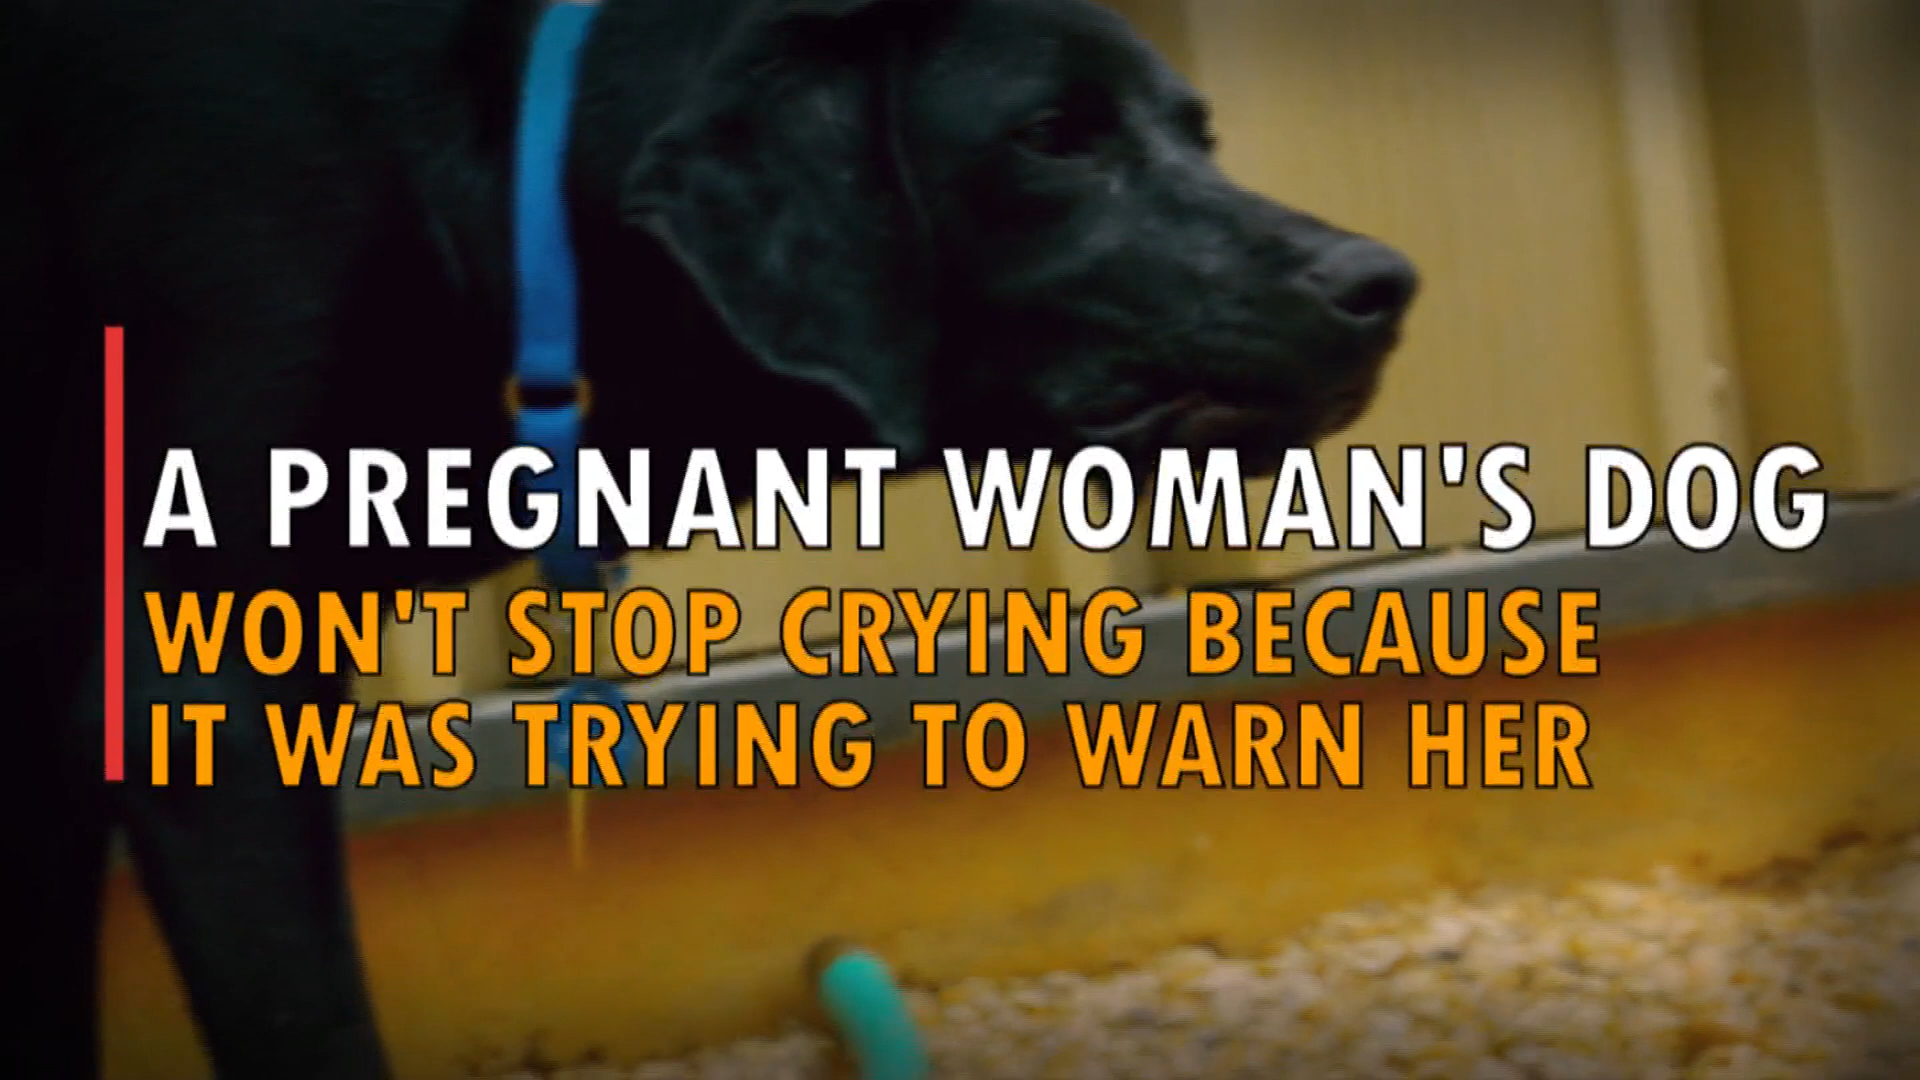 A PREGNANT WOMAN'S DOG
WON'T STOP CRYING BECAUSE
IT WAS TRYING TO WARN HER